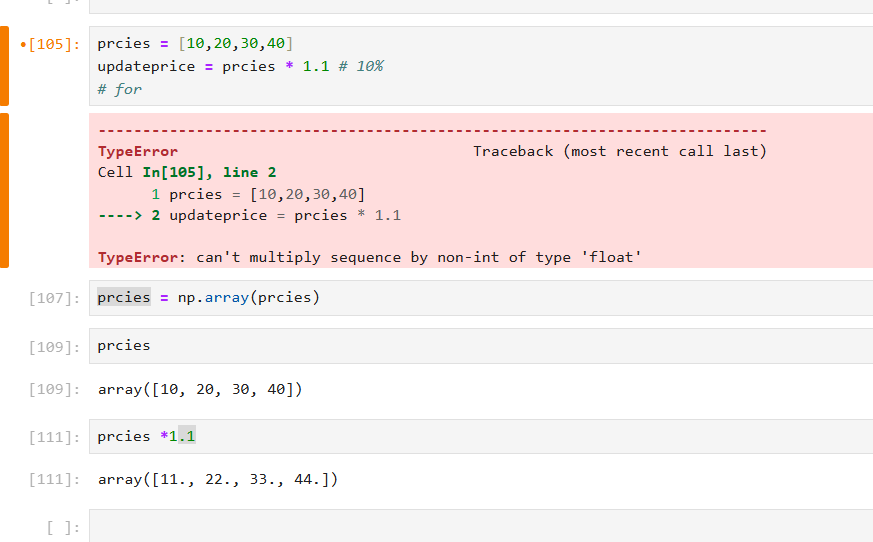 [ ]:
•[105]: prcies = [10,20,30,40]
updateprice = prcies * 1.1 # 10%
# for
---------------------------------------------------------------------------
TypeError Traceback (most recent call last)
Cell In[105], line 2
1 prcies = [10,20,30,40]
----> 2 updateprice = prcies * 1.1
TypeError: can't multiply sequence by non-int of type 'float'
[107]: prcies = np.array(prcies)
[109]: prcies
[109]: array([10, 20, 30, 40])
[111]: prcies *1.1
[111]: array([11., 22., 33., 44.])
[ ]: